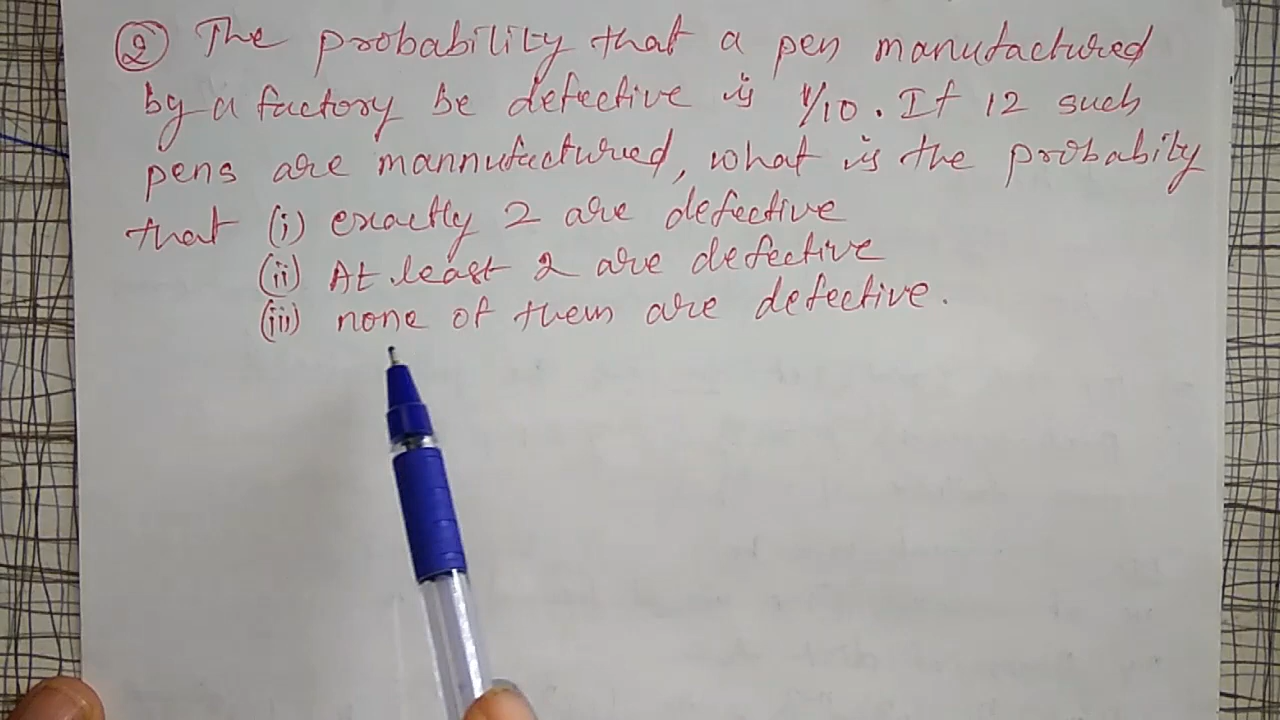 ② The probability that a pen manufactured
by a factory be defective is 1/10. If 12 such
pens are mannufactured, what is the probabity
that (i) exactly 2 are defective
(ii) At least 2 are defective
(iii) none of them are defective.